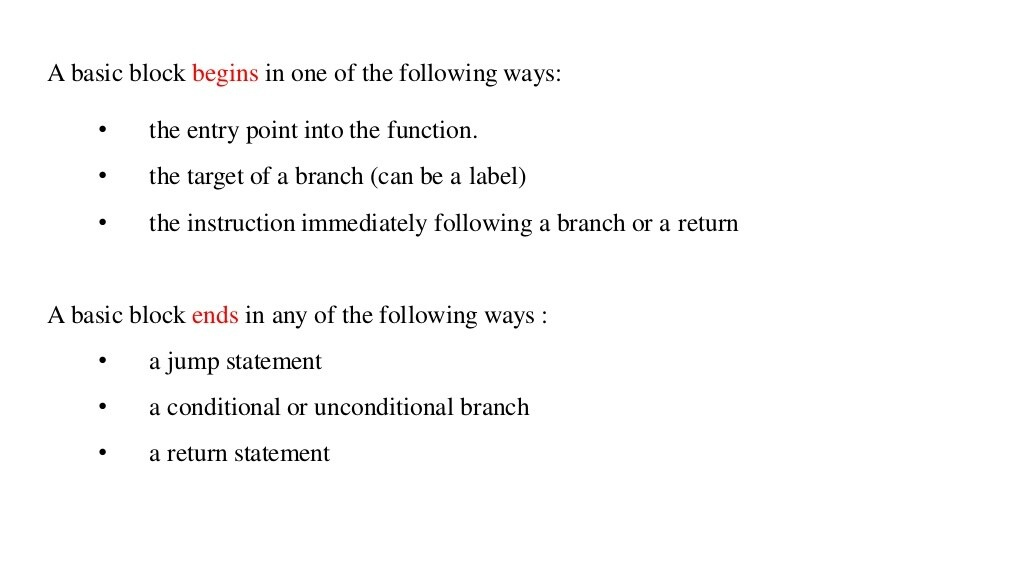 A basic block begins in one of the following ways:
• the entry point into the function.
• the target of a branch (can be a label)
• the instruction immediately following a branch or a return
A basic block ends in any of the following ways :
• a jump statement
• a conditional or unconditional branch
• a return statement